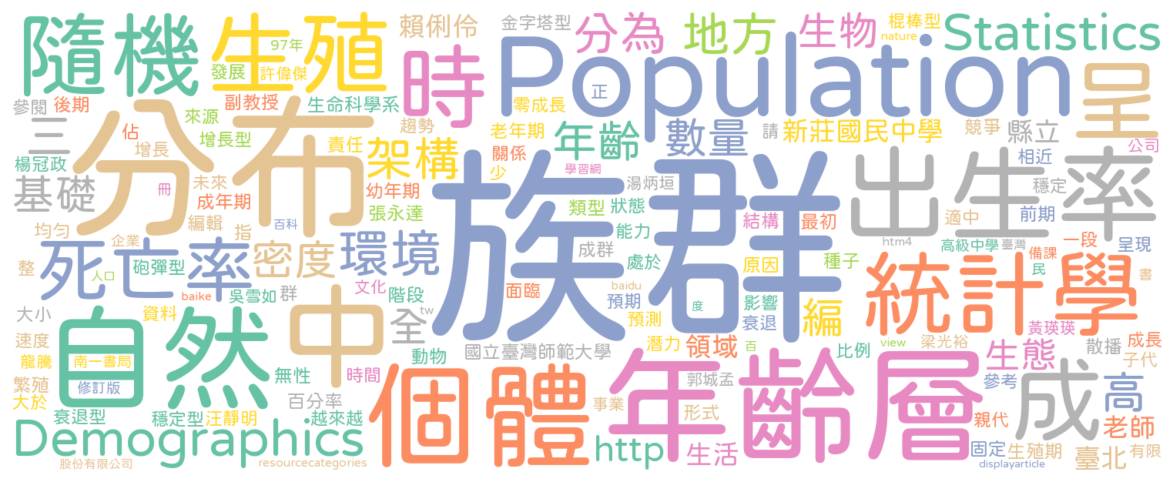 隨機
生殖
97年
賴俐伶
金字塔型
分為
地方
生物
棍棒型
nature
Statistics
發展
許偉傑
時
Population
正
呈
參閱
後期
佔
副教授
生命科學系
零成長
三
來源
增長型
趨勢
老年期
年齡
數量
請
新莊國民中學
競爭
縣立
公司
分布
楊冠政
增長
責任
架構
關係
少
學習網
族群
湯炳垣
相近
穩定
出生率
基礎
未來
成年期
冊
幼年期
張永達
類型
狀態
結構
最初
適中
前期
均勻
編輯
指
百科
能力
成群
htm4
高級中學
臺灣
備課
一段
呈現
企業
死亡率
密度
環境
處於
原因
種子
民
整
人口
砲彈型
文化
階段
面臨
baidu
預期
影響
統計學
書
baike
吳雪如
群
tw
大小
資料
自然
中
全
度
預測
衰退
編
黃瑛瑛
成長
速度
動物
國立臺灣師範大學
潛力
領域
比例
view
梁光裕
生態
散播
子代
龍騰
南一書局
無性
時間
百
繁殖
修訂版
百分率
個體
郭城孟
年齡層
參考
成
高
大於
衰退型
穩定型
汪靜明
越來越
事業
形式
親代
老師
Demographics
http
生活
固定
生殖期
臺北
有限
股份有限公司
resourcecategories
displayarticle